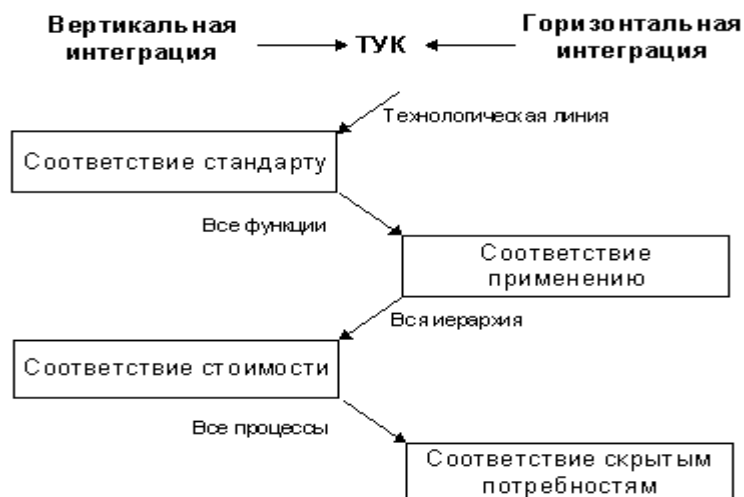 Вертикальная
интеграция
ТУК
Горизонтальная
интеграция
Технологическая линия
Соответствие стандарту
Все функции
Соответствие
применению
Вся иерархия
Соответствие стоимости
Все процессы
Соответствие скрытым
потребностям